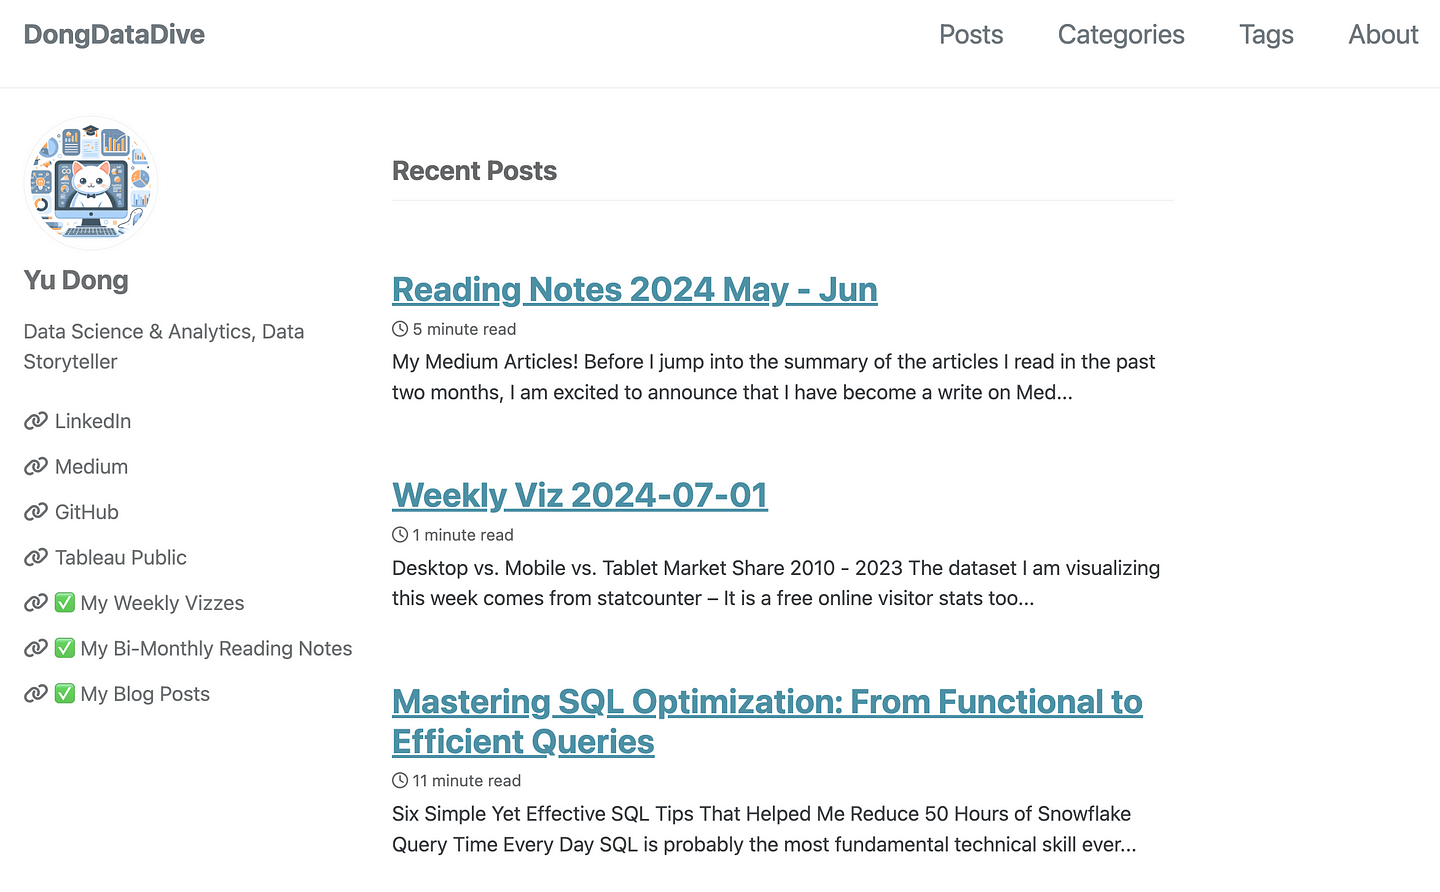 DongDataDive
Posts
Categories
Tags
About
Yu Dong
Data Science & Analytics, Data
Storyteller
LinkedIn
Medium
GitHub
Tableau Public
✅ My Weekly Vizzes
✅ My Bi-Monthly Reading Notes
✅ My Blog Posts
Recent Posts
Reading Notes 2024 May - Jun
5 minute read
My Medium Articles! Before I jump into the summary of the articles I read in the past
two months, I am excited to announce that I have become a write on Med...
Weekly Viz 2024-07-01
1 minute read
Desktop vs. Mobile vs. Tablet Market Share 2010 - 2023 The dataset I am visualizing
this week comes from statcounter – It is a free online visitor stats too...
Mastering SQL Optimization: From Functional to
Efficient Queries
11 minute read
Six Simple Yet Effective SQL Tips That Helped Me Reduce 50 Hours of Snowflake
Query Time Every Day SQL is probably the most fundamental technical skill ever...